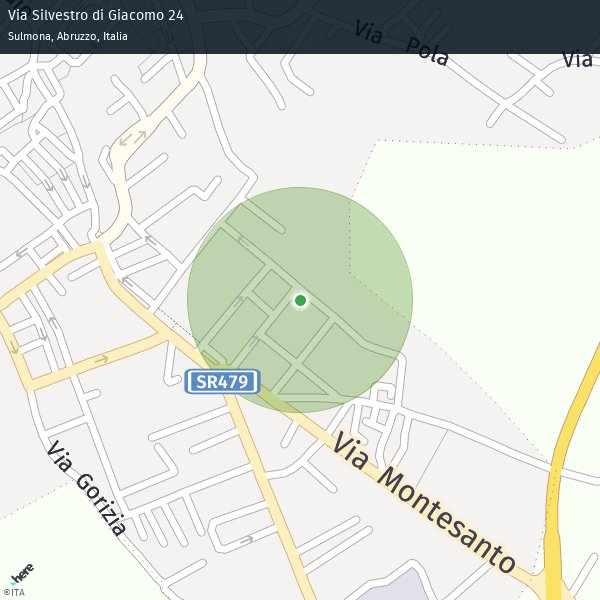 Via Silvestro di Giacomo 24
Sulmona, Abruzzo, Italia
Via Pola
Via
SR479
Via Montesanto
Via Gorizia
here
©ITA